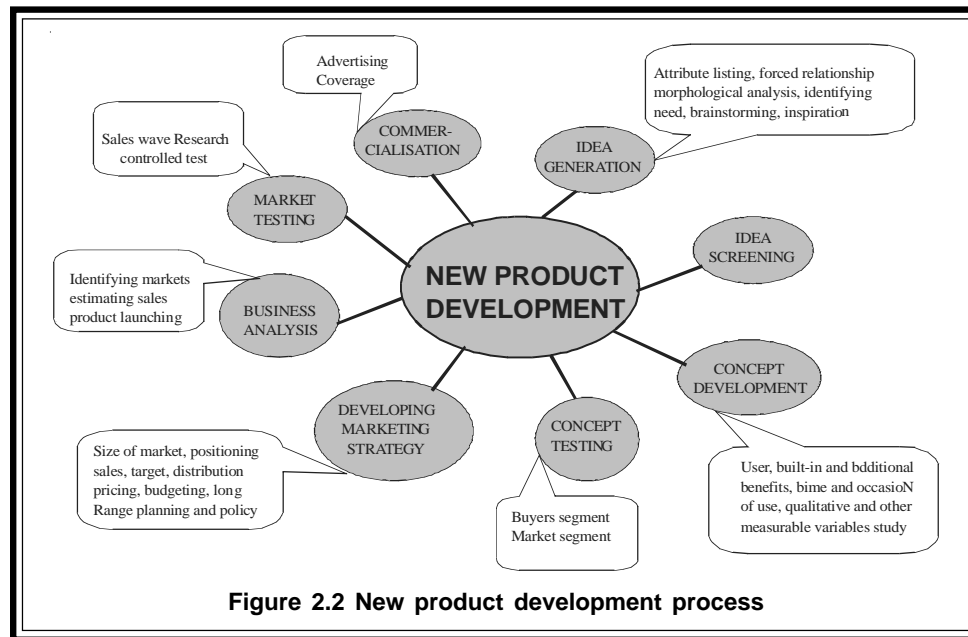 Advertising
Coverage
COMMER-
CIALISATION
Attribute listing, forced relationship
morphological analysis, identifying
need, brainstorming, inspiration
IDEA
GENERATION
Sales wave Research
controlled test
MARKET
TESTING
IDEA
SCREENING
NEW PRODUCT
DEVELOPMENT
Identifying markets
estimating sales
product launching
BUSINESS
ANALYSIS
CONCEPT
DEVELOPMENT
User, built-in and bdditional
benefits, bime and occasioN
of use, qualitative and other
measurable variables study
CONCEPT
TESTING
Buyers segment
Market segment
DEVELOPING
MARKETING
STRATEGY
Size of market, positioning
sales, target, distribution
pricing, budgeting, long
Range planning and policy
Figure 2.2 New product development process